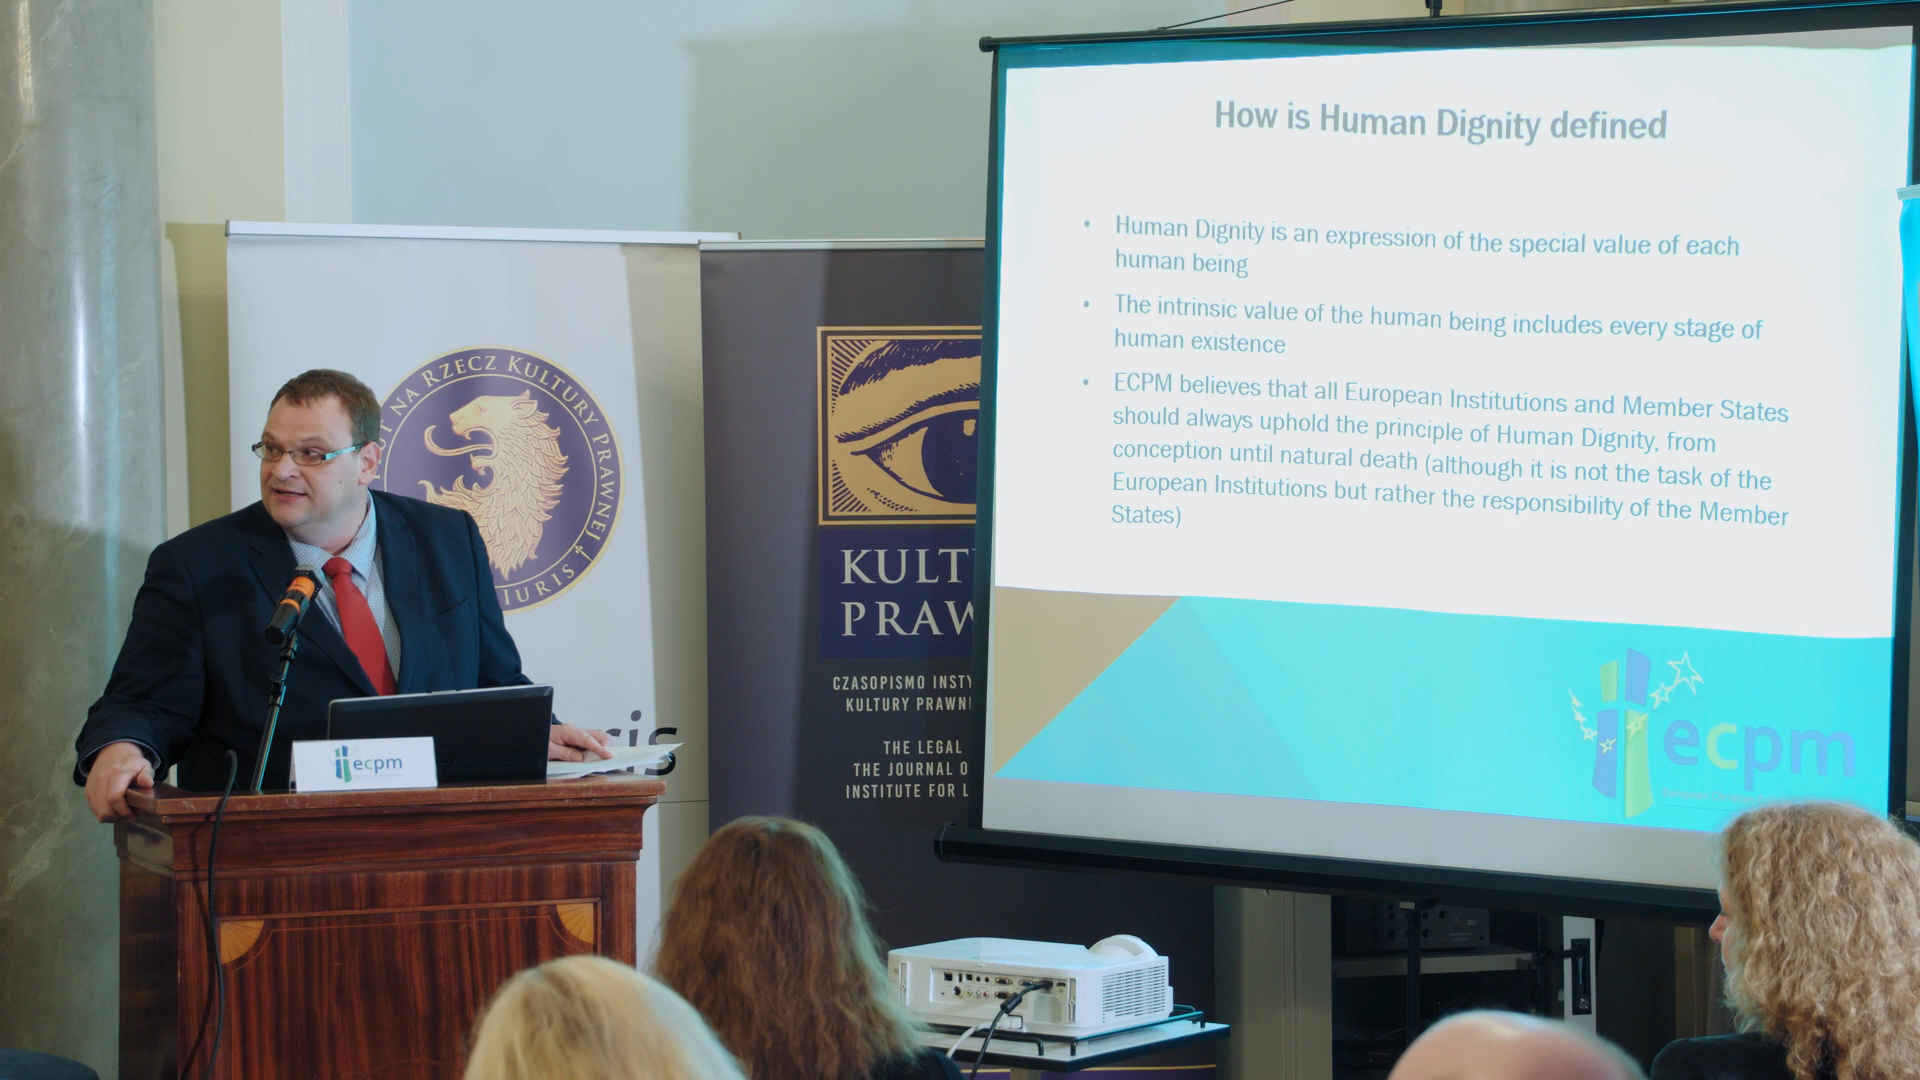 How is Human Dignity defined
• Human Dignity is an expression of the special value of each
human being
• The intrinsic value of the human being includes every stage of
human existence
• ECPM believes that all European Institutions and Member States
should always uphold the principle of Human Dignity, from
conception until natural death (although it is not the task of the
European Institutions but rather the responsibility of the Member
States)
ecpm
NA RZECZ KULTURY PRAWNEJ
IURIS
KULT
PRAW
CZASOPISMO INSTY
KULTURY PRAWN
THE LEGAL
THE JOURNAL O
INSTITUTE FOR L
ris
ecpm